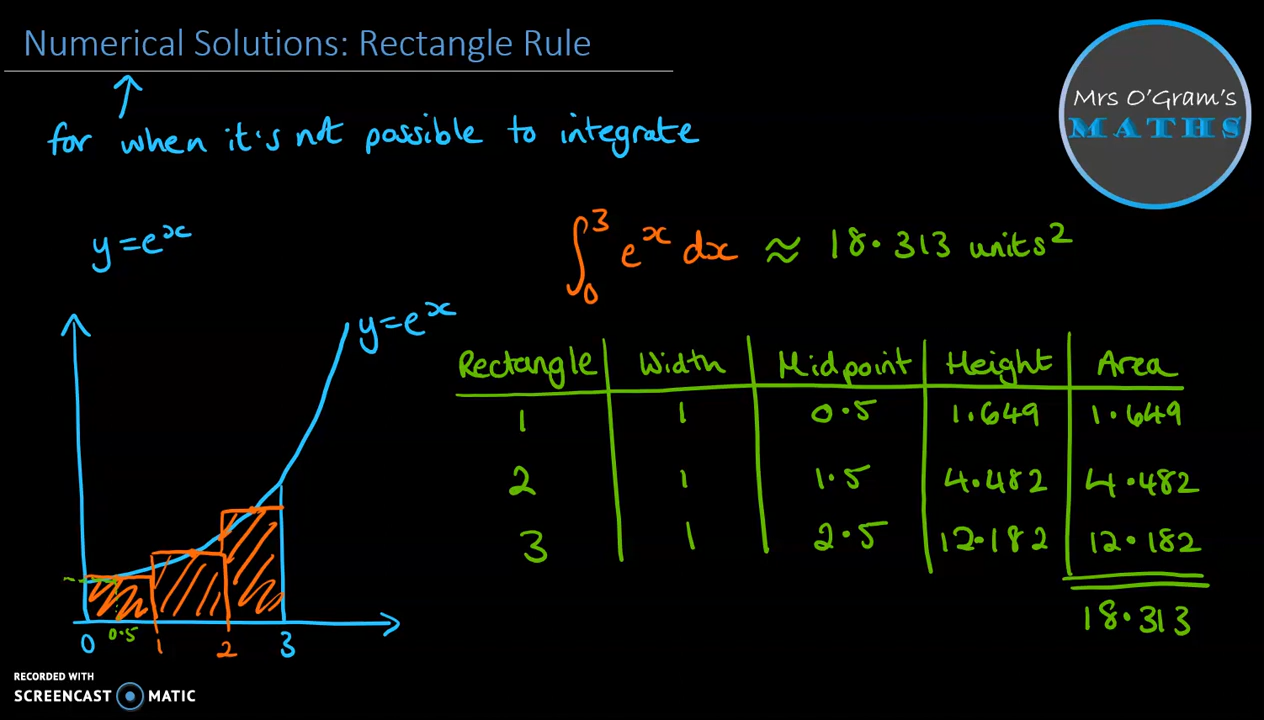 Numerical Solutions: Rectangle Rule
Mrs O'Gram's
MATHS
for when it's not possible to integrate
y=eˣ
∫₀³ eˣ dx ≈ 18.313 units²
y=eˣ
Rectangle Width Midpoint Height Area
1 1 0.5 1.649 1.649
2 1 1.5 4.482 4.482
3 1 2.5 12.182 12.182
18.313
0 0.5 1 2 3
RECORDED WITH
SCREENCAST MATIC